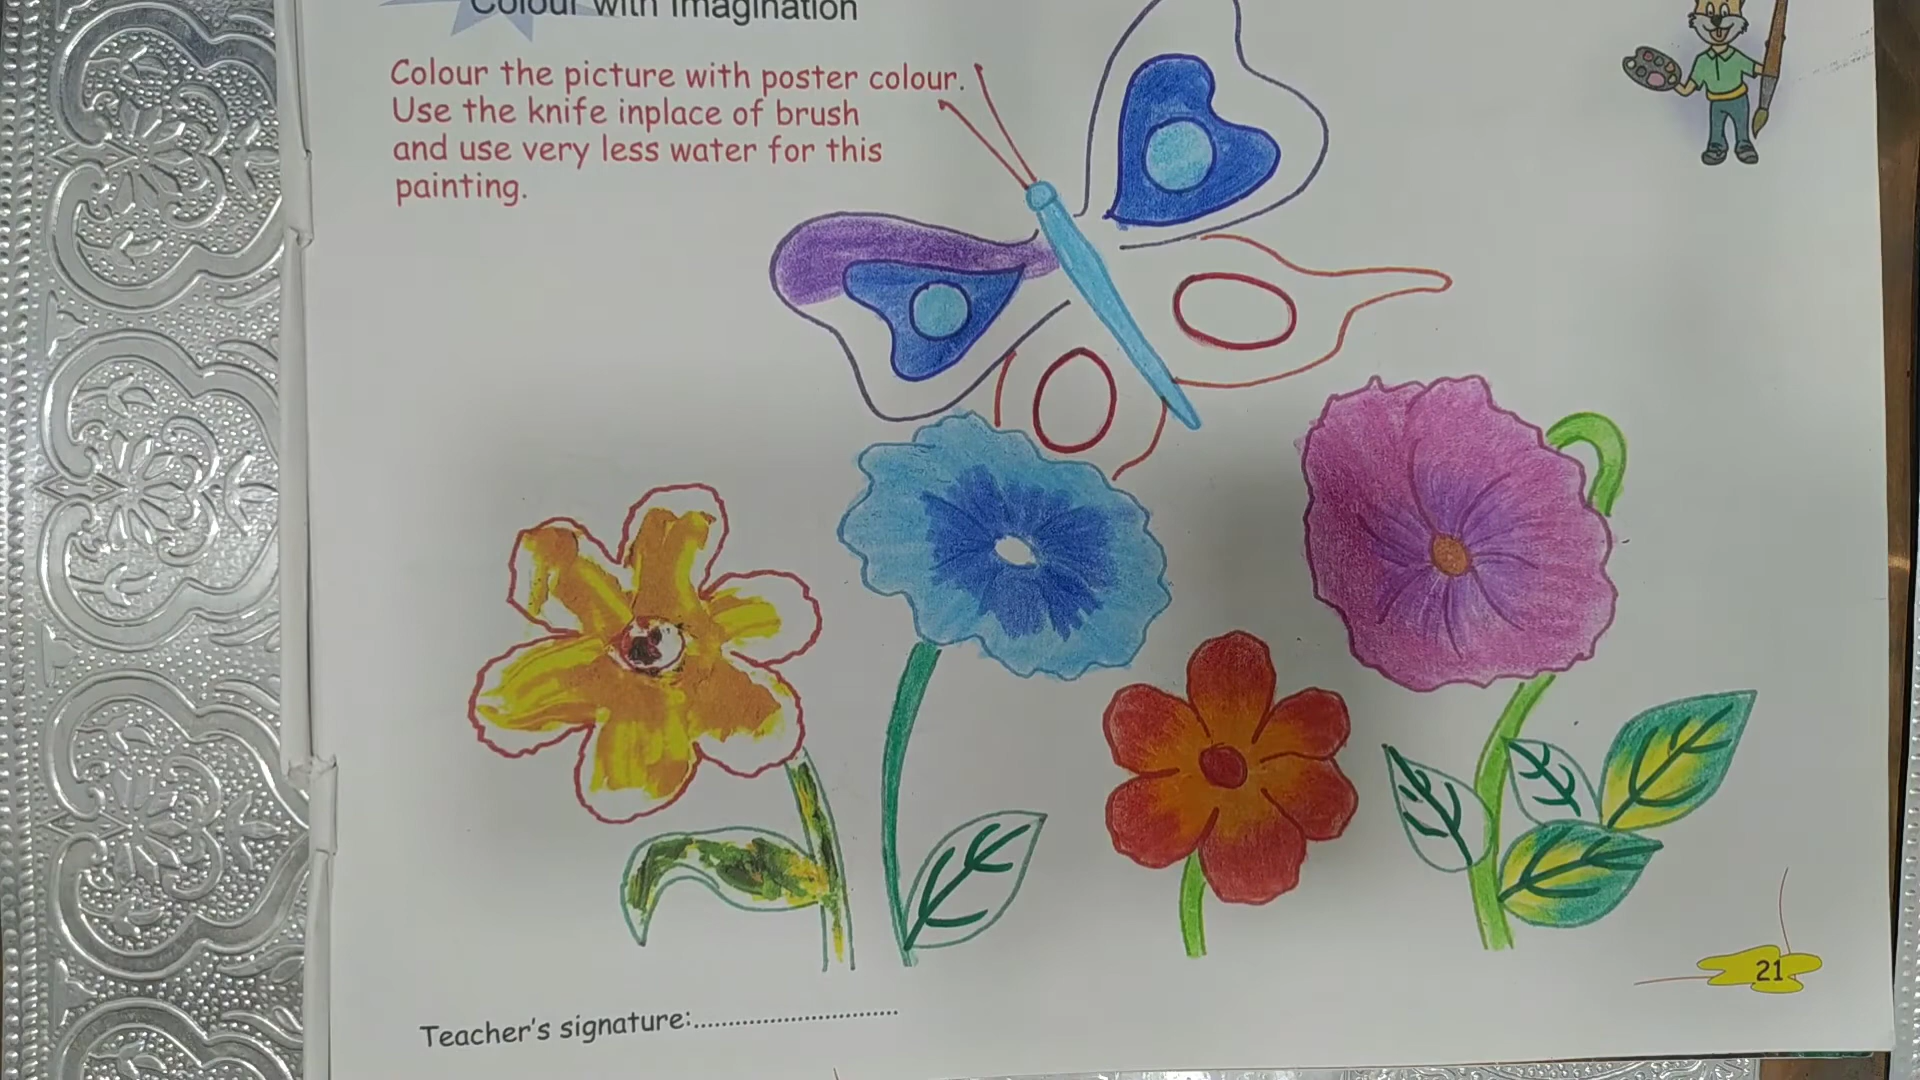 Colour with Imagination
Colour the picture with poster colour.
Use the knife inplace of brush
and use very less water for this
painting.
21
Teacher's signature:..............................